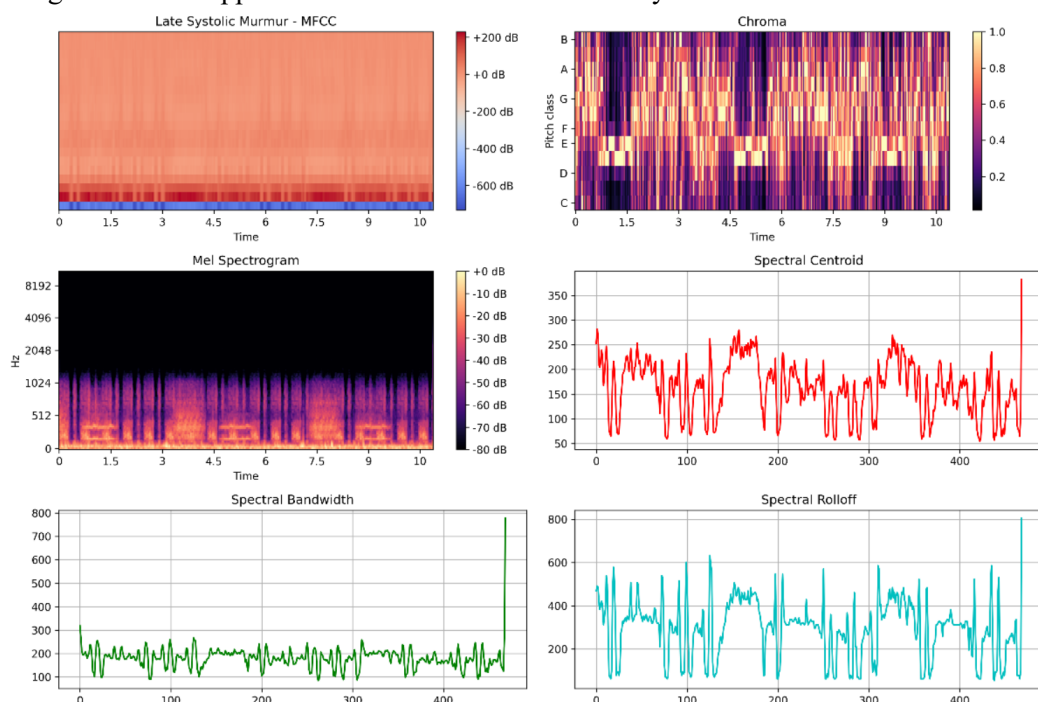 Late Systolic Murmur - MFCC
+200 dB
+0 dB
-200 dB
-400 dB
-600 dB
0 1.5 3 4.5 6 7.5 9 10
Time
Chroma
Pitch class
B
A
G
F
E
D
C
1.0
0.8
0.6
0.4
0.2
0 1.5 3 4.5 6 7.5 9 10
Time
Mel Spectrogram
Hz
8192
4096
2048
1024
512
0
+0 dB
-10 dB
-20 dB
-30 dB
-40 dB
-50 dB
-60 dB
-70 dB
-80 dB
0 1.5 3 4.5 6 7.5 9 10
Time
Spectral Centroid
350
300
250
200
150
100
50
0 100 200 300 400
Spectral Bandwidth
800
700
600
500
400
300
200
100
0 100 200 300 400
Spectral Rolloff
800
600
400
200
0 100 200 300 400